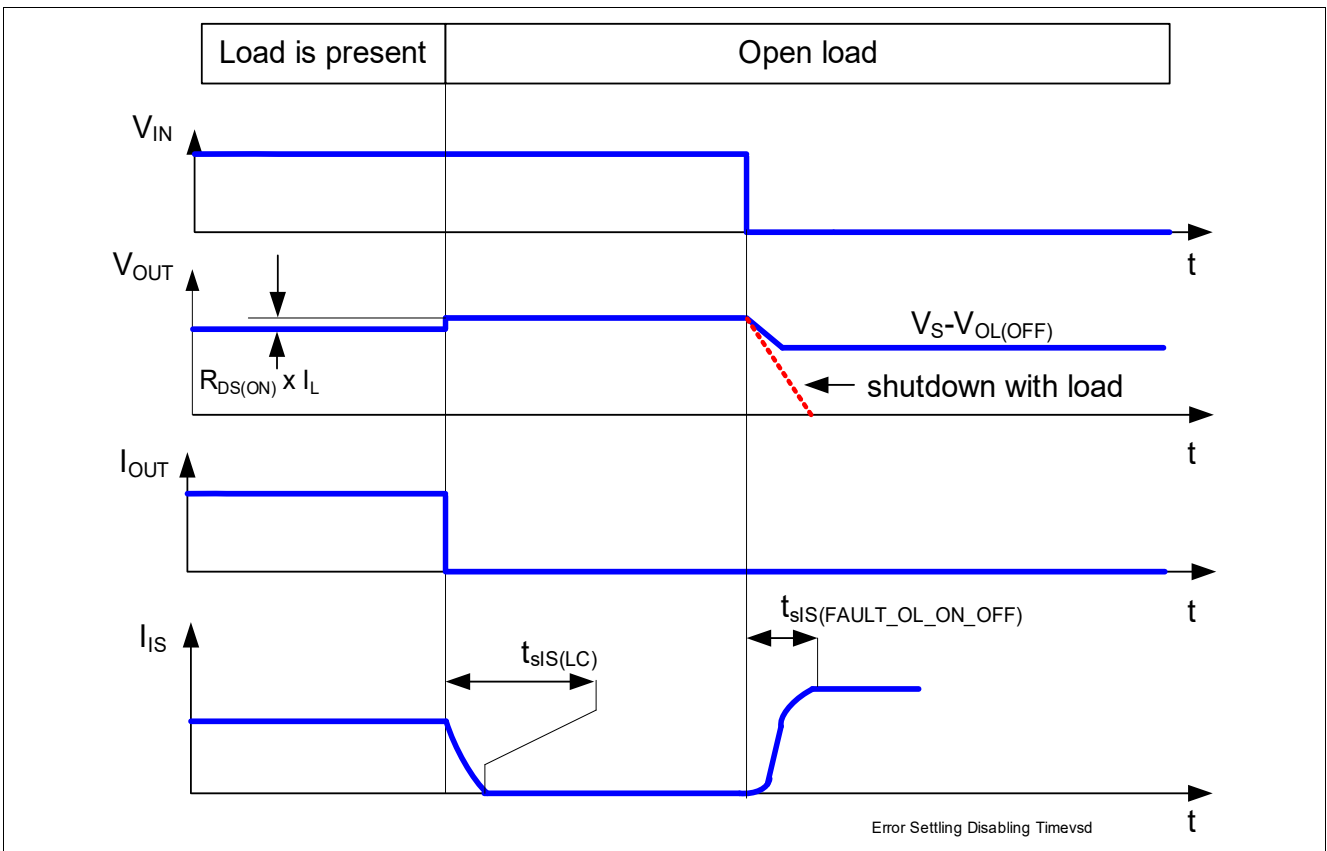 Load is present
Open load
VIN
t
VOUT
VS-VOL(OFF)
RDS(ON) x IL
shutdown with load
t
IOUT
t
tsIS(FAULT_OL_ON_OFF)
IIS
tsIS(LC)
Error Settling Disabling Timevsd
t